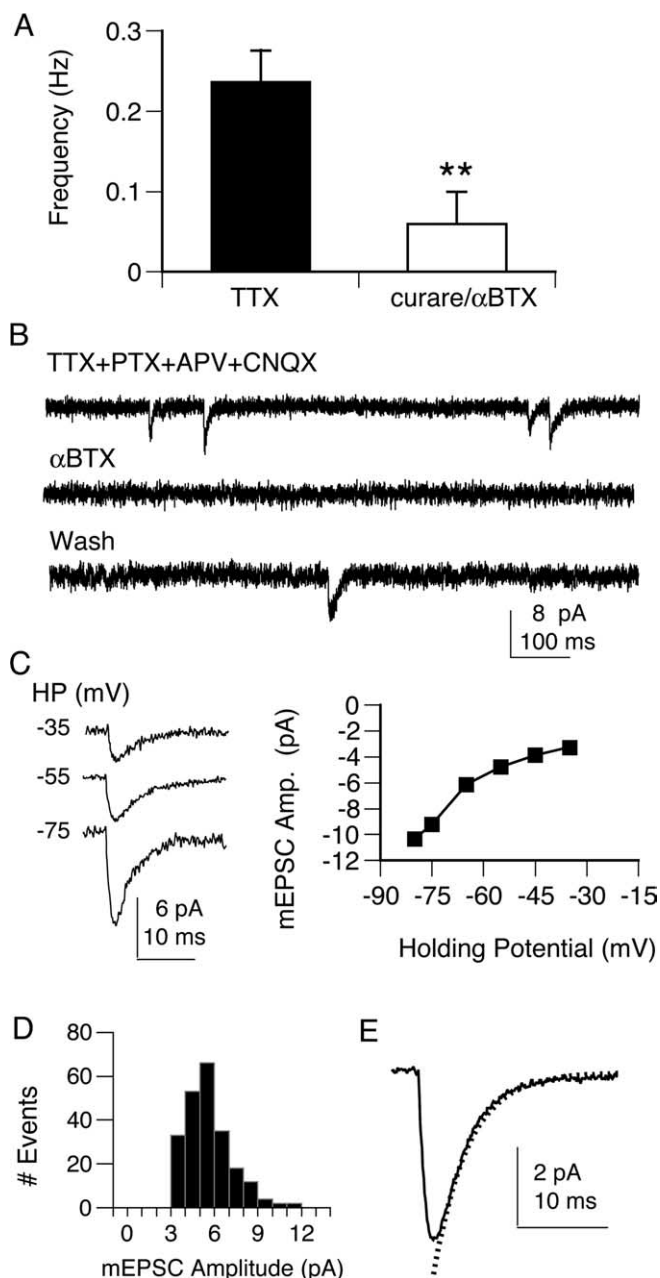 A
0.3
0.2
0.1
0
Frequency (Hz)
**
TTX
curare/αBTX
B
TTX+PTX+APV+CNQX
αBTX
Wash
8 pA
100 ms
C
HP (mV)
-35
-55
-75
6 pA
10 ms
mEPSC Amp. (pA)
0
-2
-4
-6
-8
-10
-12
-90 -75 -60 -45 -30 -15
Holding Potential (mV)
D
80
60
40
20
0
# Events
0 3 6 9 12
mEPSC Amplitude (pA)
E
2 pA
10 ms